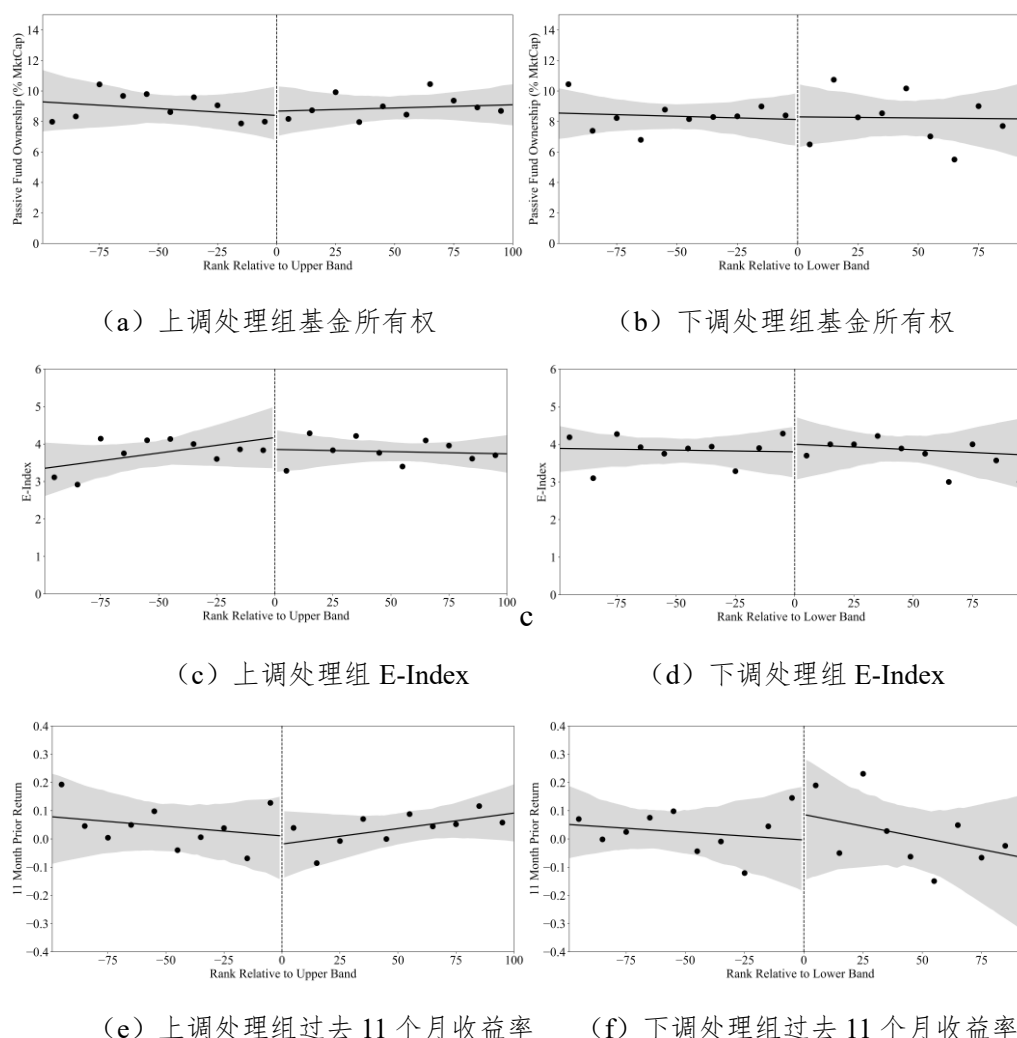 14
12
10
8
6
4
2
0
Passive Fund Ownership (% MktCap)
−75 −50 −25 0 25 50 75 100
Rank Relative to Upper Band
14
12
10
8
6
4
2
0
Passive Fund Ownership (% MktCap)
−75 −50 −25 0 25 50 75
Rank Relative to Lower Band
（a）上调处理组基金所有权
（b）下调处理组基金所有权
6
5
4
3
2
1
0
E-Index
−75 −50 −25 0 25 50 75 100
Rank Relative to Upper Band
6
5
4
3
2
1
0
E-Index
−75 −50 −25 0 25 50 75
Rank Relative to Lower Band
c
（c）上调处理组 E-Index
（d）下调处理组 E-Index
0.4
0.3
0.2
0.1
0.0
−0.1
−0.2
−0.3
−0.4
11 Month Prior Return
−75 −50 −25 0 25 50 75 100
Rank Relative to Upper Band
0.4
0.3
0.2
0.1
0.0
−0.1
−0.2
−0.3
−0.4
11 Month Prior Return
−75 −50 −25 0 25 50 75
Rank Relative to Lower Band
（e）上调处理组过去 11 个月收益率
（f）下调处理组过去 11 个月收益率